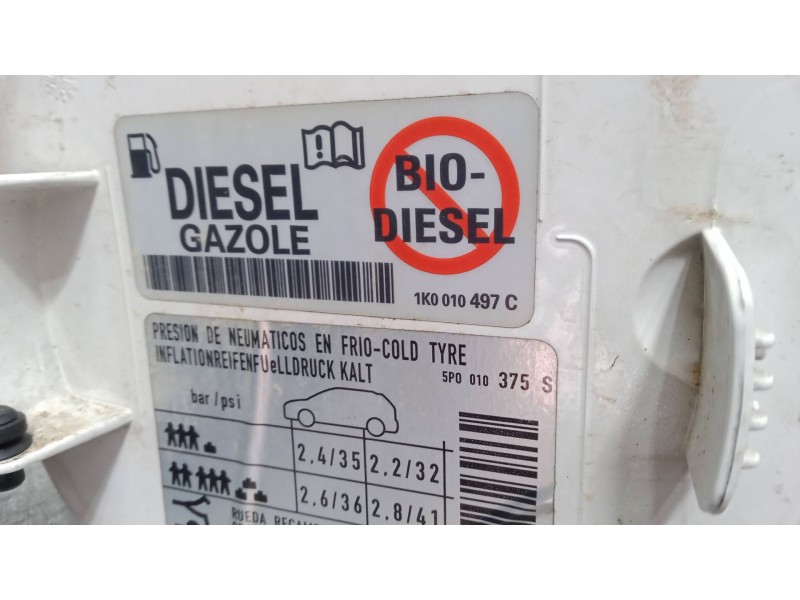 DIESEL
GAZOLE
BIO-
DIESEL
1K0 010 497 C
PRESION DE NEUMATICOS EN FRIO-COLD TYRE
INFLATIONREIFENFUeLLDRUCK KALT
5P0 010 375 S
bar/psi
2,4/35 2,2/32
2,6/36 2,8/41
RUEDA